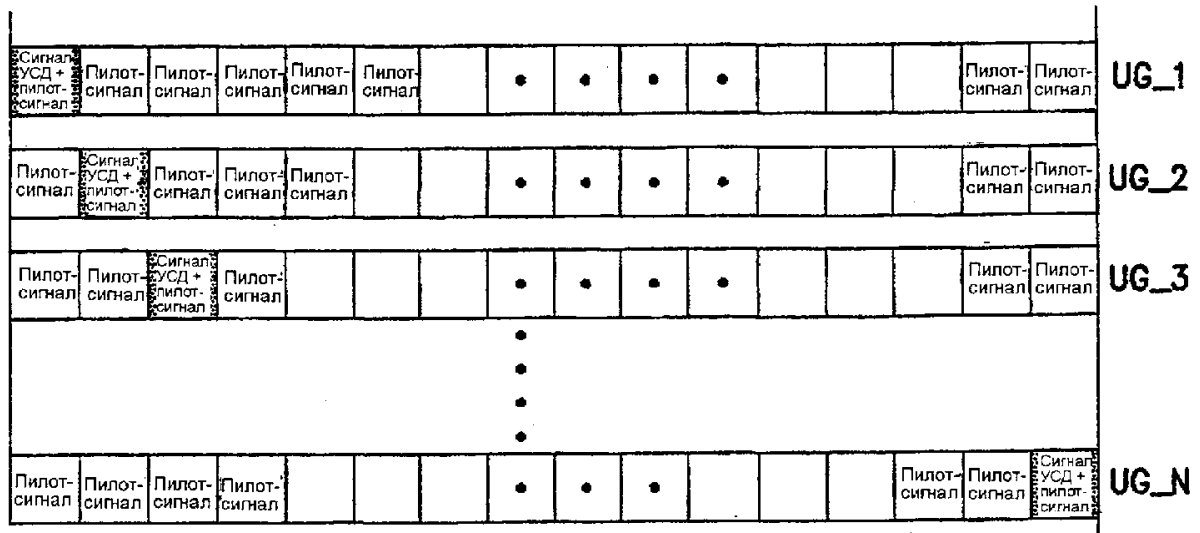 Сигнал УСД + пилот-сигнал Пилот-сигнал Пилот-сигнал Пилот-сигнал Пилот-сигнал Пилот-сигнал Пилот-сигнал Пилот-сигнал UG_1
Пилот-сигнал Сигнал УСД + пилот-сигнал Пилот-сигнал Пилот-сигнал Пилот-сигнал Пилот-сигнал Пилот-сигнал UG_2
Пилот-сигнал Пилот-сигнал Сигнал УСД + пилот-сигнал Пилот-сигнал Пилот-сигнал Пилот-сигнал UG_3
Пилот-сигнал Пилот-сигнал Пилот-сигнал Пилот-сигнал Пилот-сигнал Пилот-сигнал Сигнал УСД + пилот-сигнал UG_N